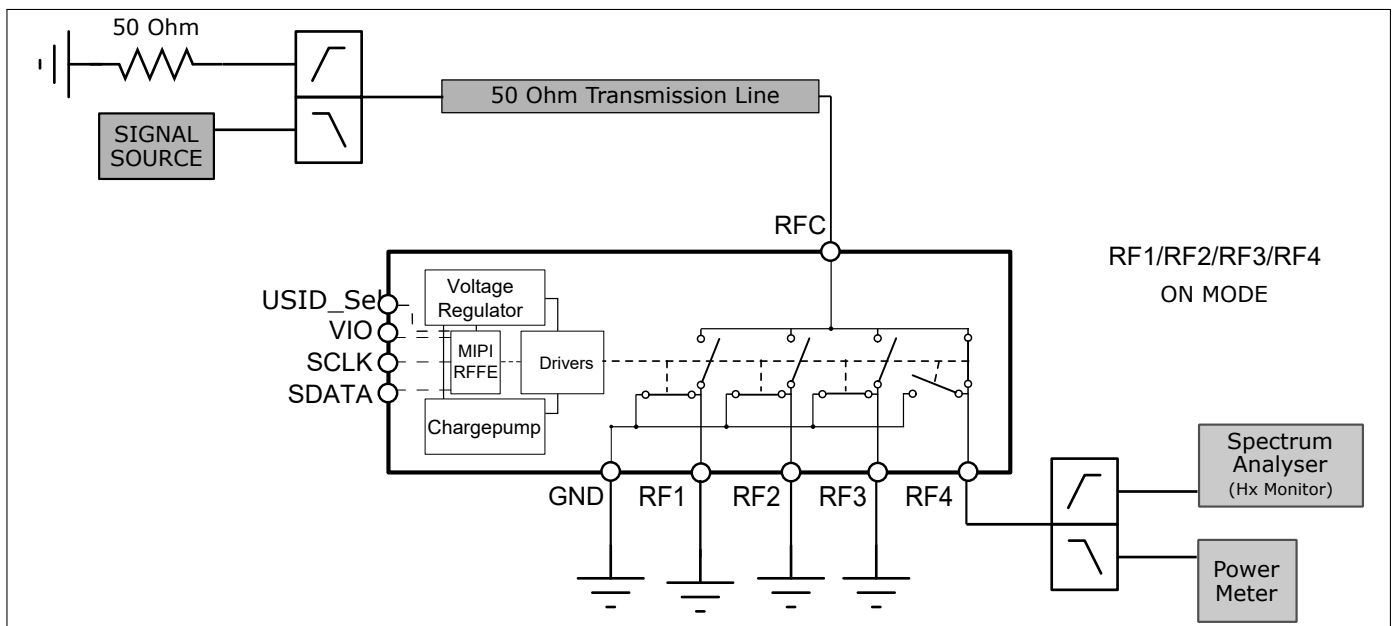 50 Ohm
SIGNAL
SOURCE
50 Ohm Transmission Line
RFC
RF1/RF2/RF3/RF4
ON MODE
USID_Sel
VIO
SCLK
SDATA
Voltage
Regulator
MIPI
RFFE
Drivers
Chargepump
GND
RF1
RF2
RF3
RF4
Spectrum
Analyser
(Hx Monitor)
Power
Meter